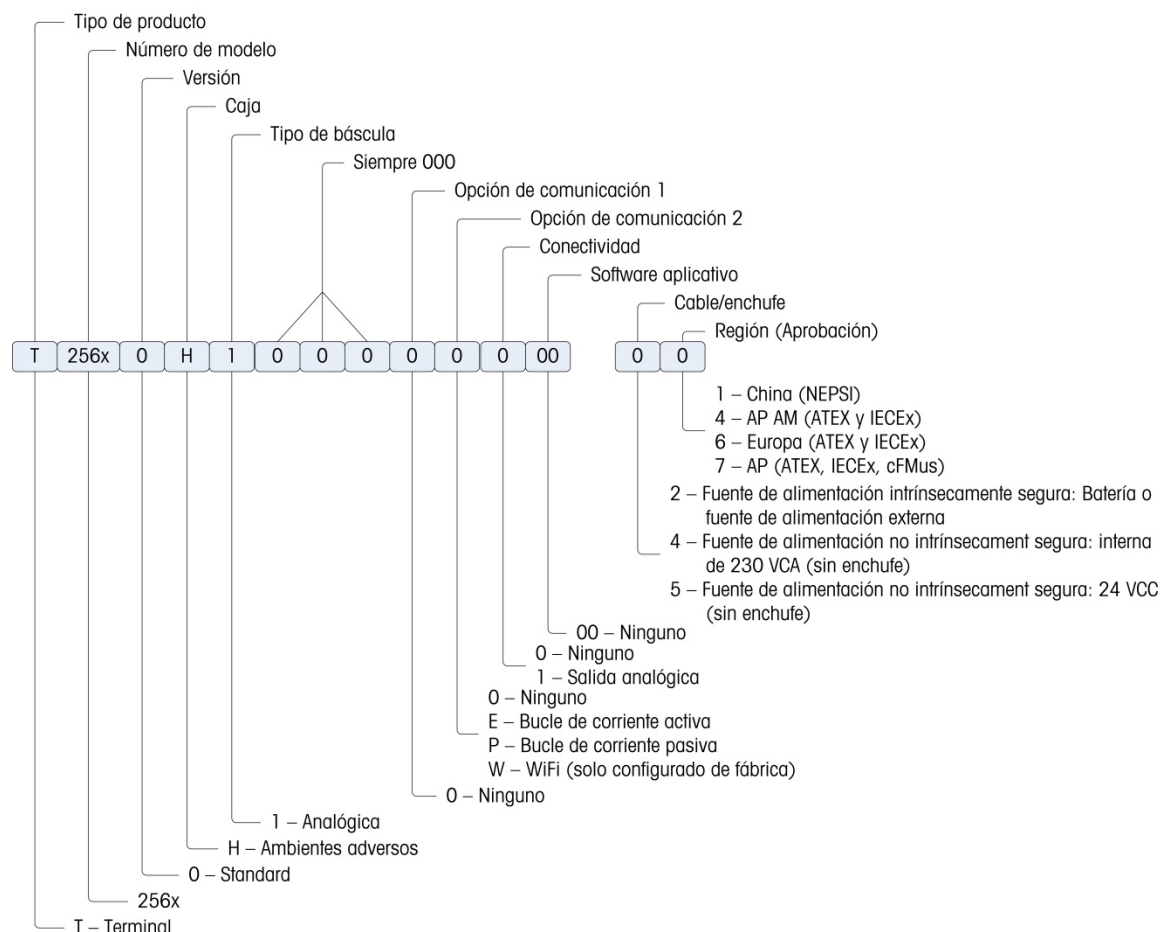 Tipo de producto
Número de modelo
Versión
Caja
Tipo de báscula
Siempre 000
Opción de comunicación 1
Opción de comunicación 2
Conectividad
Software aplicativo
Cable/enchufe
Región (Aprobación)
T 256x 0 H 1 0 0 0 0 0 0 00 0 0
1 – China (NEPSI)
4 – AP AM (ATEX y IECEx)
6 – Europa (ATEX y IECEx)
7 – AP (ATEX, IECEx, cFMus)
2 – Fuente de alimentación intrínsecamente segura: Batería o
fuente de alimentación externa
4 – Fuente de alimentación no intrínsecament segura: interna
de 230 VCA (sin enchufe)
5 – Fuente de alimentación no intrínsecament segura: 24 VCC
(sin enchufe)
00 – Ninguno
0 – Ninguno
1 – Salida analógica
0 – Ninguno
E – Bucle de corriente activa
P – Bucle de corriente pasiva
W – WiFi (solo configurado de fábrica)
0 – Ninguno
1 – Analógica
H – Ambientes adversos
0 – Standard
256x
T – Terminal